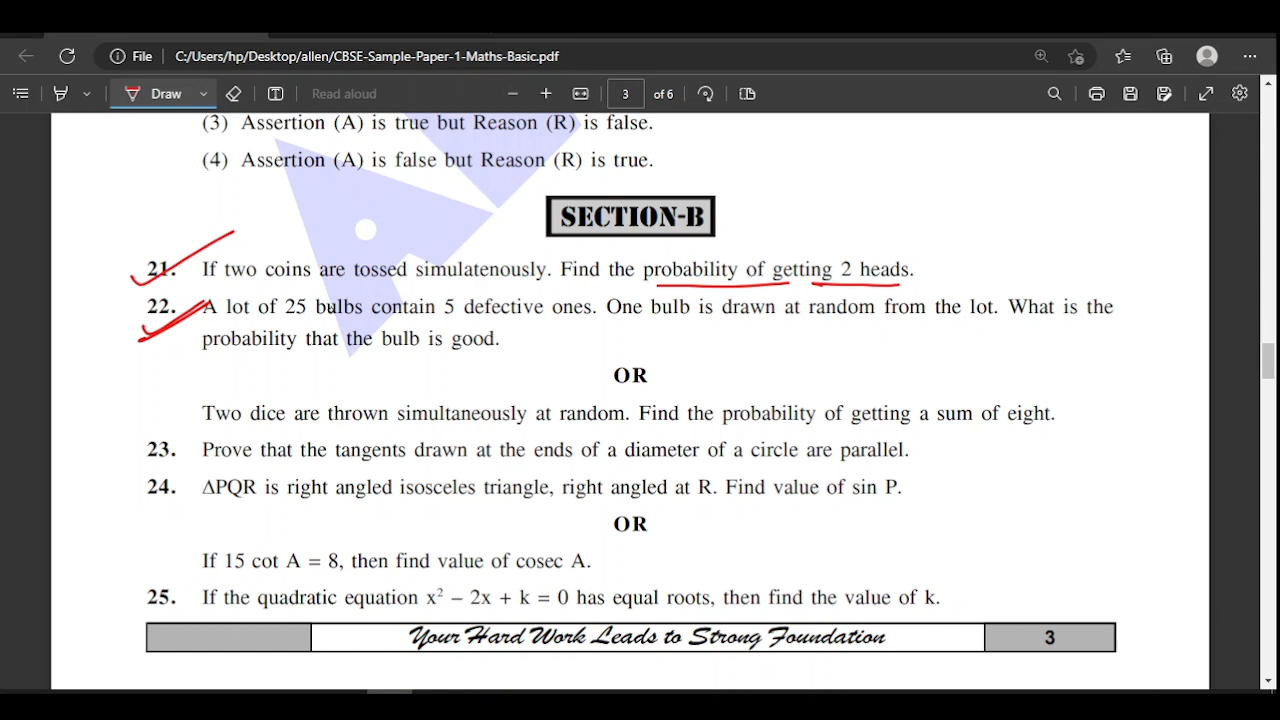 File C:/Users/hp/Desktop/allen/CBSE-Sample-Paper-1-Maths-Basic.pdf
Draw Read aloud 3 of 6
(3) Assertion (A) is true but Reason (R) is false.
(4) Assertion (A) is false but Reason (R) is true.
SECTION-B
21. If two coins are tossed simulatenously. Find the probability of getting 2 heads.
22. A lot of 25 bulbs contain 5 defective ones. One bulb is drawn at random from the lot. What is the
probability that the bulb is good.
OR
Two dice are thrown simultaneously at random. Find the probability of getting a sum of eight.
23. Prove that the tangents drawn at the ends of a diameter of a circle are parallel.
24. ΔPQR is right angled isosceles triangle, right angled at R. Find value of sin P.
OR
If 15 cot A = 8, then find value of cosec A.
25. If the quadratic equation x² – 2x + k = 0 has equal roots, then find the value of k.
Your Hard Work Leads to Strong Foundation 3